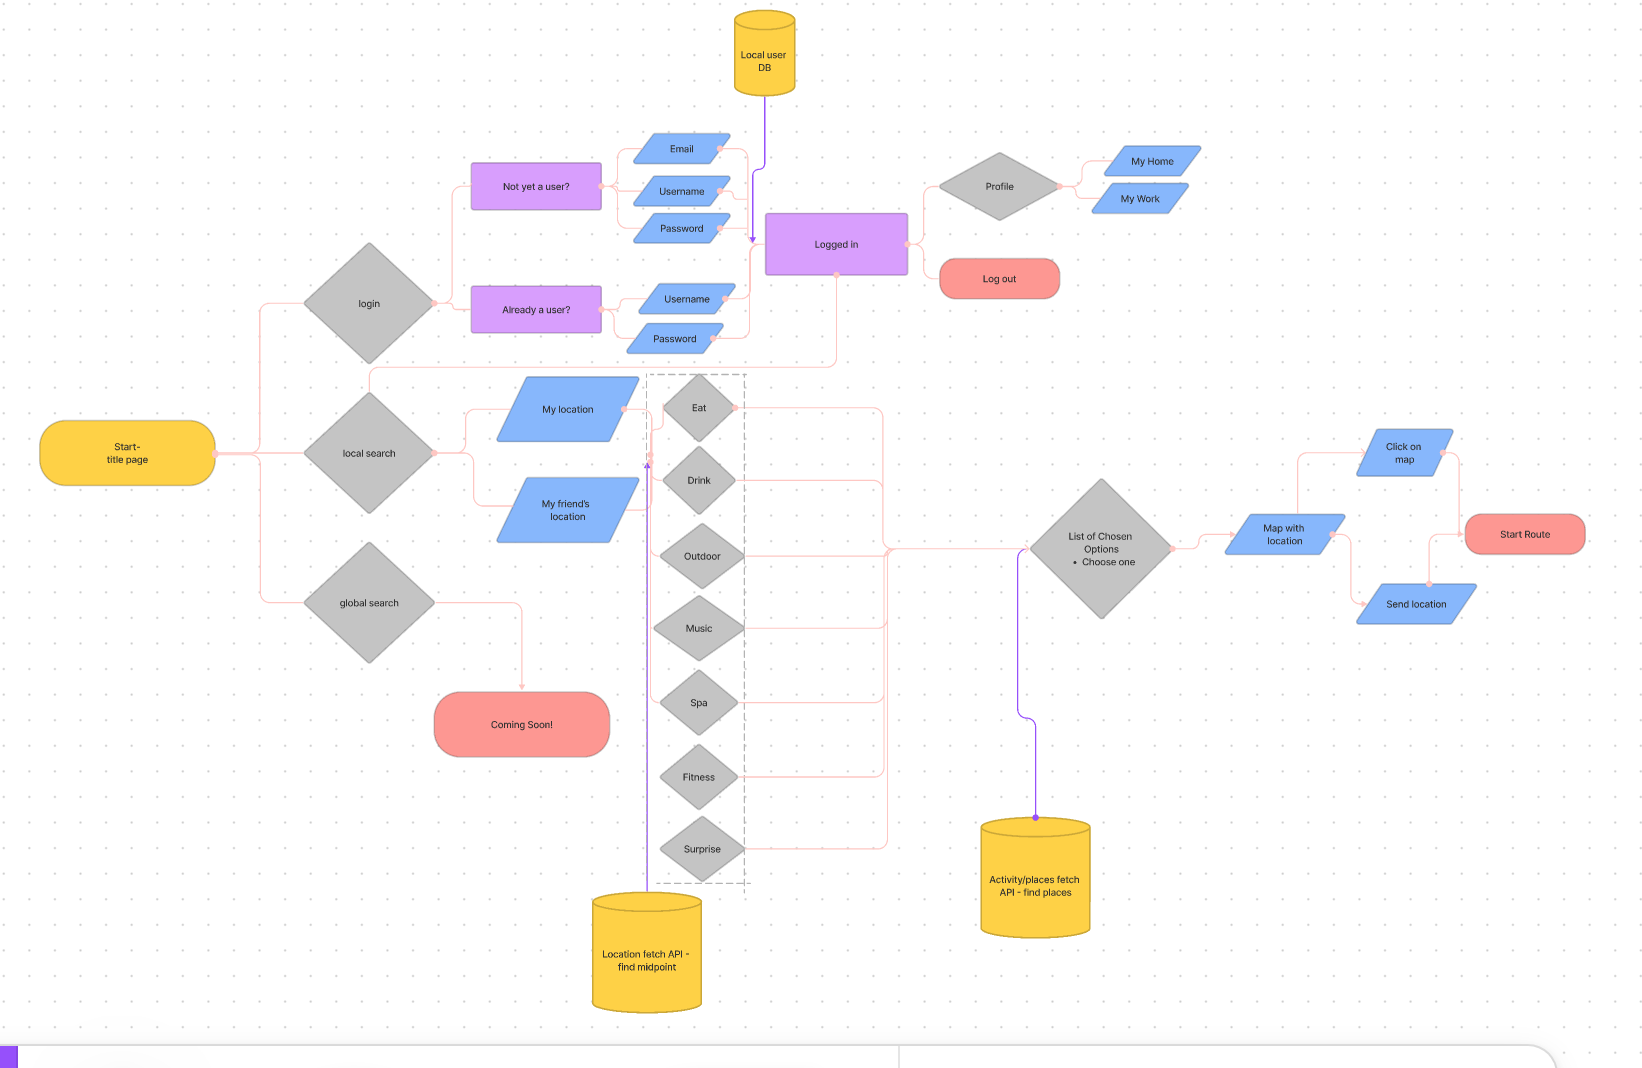 Local user
DB
Email
Not yet a user?
Username
Password
My Home
Profile
My Work
Logged in
Log out
login
Already a user?
Username
Password
Start-
title page
local search
My location
My friend's
location
global search
Coming Soon!
Eat
Drink
Outdoor
Music
Spa
Fitness
Surprise
Location fetch API -
find midpoint
List of Chosen
Options
• Choose one
Activity/places fetch
API - find places
Map with
location
Click on
map
Start Route
Send location